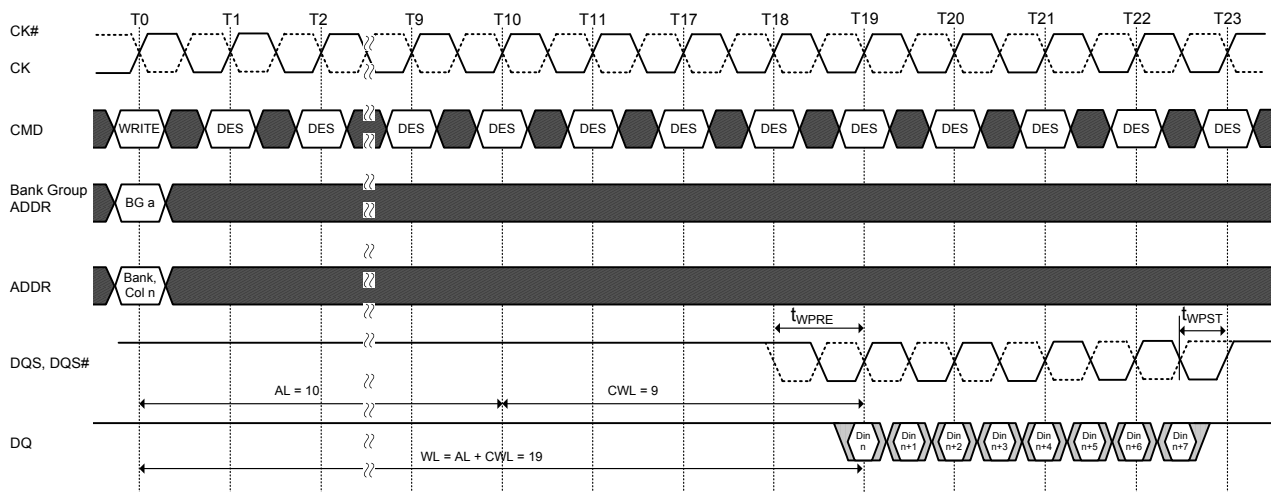 T0 T1 T2 T9 T10 T11 T17 T18 T19 T20 T21 T22 T23
CK#
CK
CMD WRITE DES DES DES DES DES DES DES DES DES DES DES DES
Bank Group
ADDR
BG a
ADDR
Bank,
Col n
tWPRE tWPST
DQS, DQS#
AL = 10 CWL = 9
DQ
Din Din Din Din Din Din Din Din
n n+1 n+2 n+3 n+4 n+5 n+6 n+7
WL = AL + CWL = 19